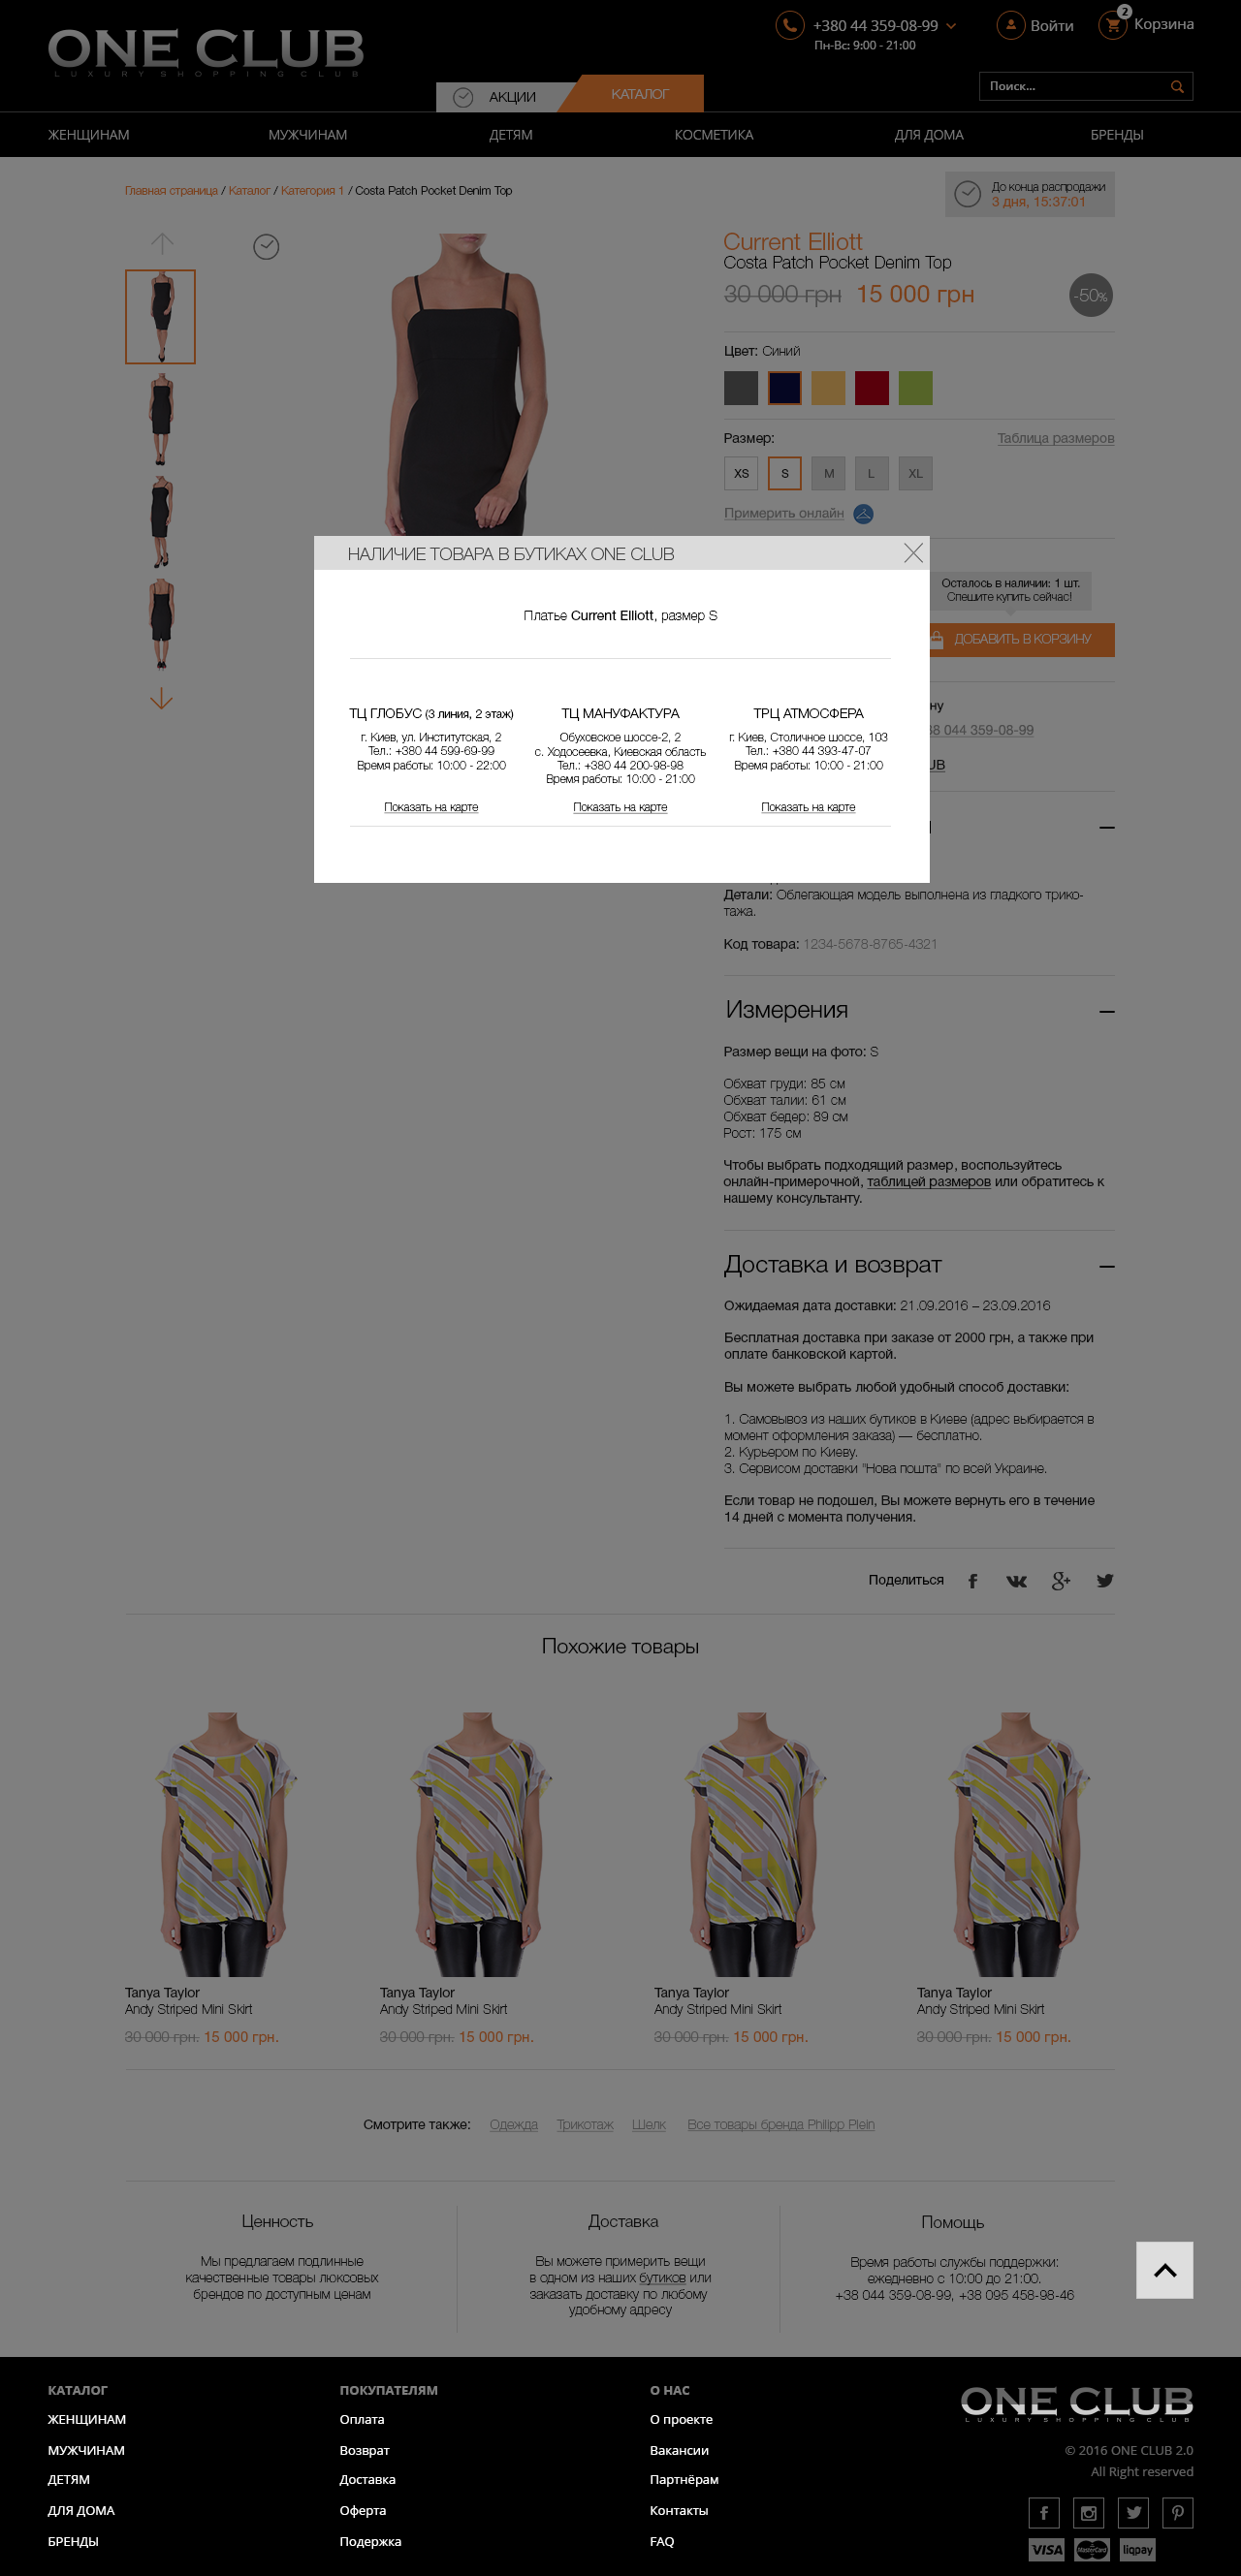 ONE CLUB
LUXURY SHOPPING CLUB
+380 44 359-08-99
Пн-Вс: 9:00 - 21:00
Войти
2
Корзина
АКЦИИ
КАТАЛОГ
Поиск...
ЖЕНЩИНАМ
МУЖЧИНАМ
ДЕТЯМ
КОСМЕТИКА
ДЛЯ ДОМА
БРЕНДЫ
Главная страница / Каталог / Категория 1 / Costa Patch Pocket Denim Top
До конца распродажи
3 дня, 15:37:01
Current Elliott
Costa Patch Pocket Denim Top
30 000 грн 15 000 грн
-50%
Цвет: Синий
Размер:
Таблица размеров
XS S M L XL
Примерить онлайн
НАЛИЧИЕ ТОВАРА В БУТИКАХ ONE CLUB
Платье Current Elliott, размер S
ТЦ ГЛОБУС (3 линия, 2 этаж)
г. Киев, ул. Институтская, 2
Тел.: +380 44 599-69-99
Время работы: 10:00 - 22:00
Показать на карте
ТЦ МАНУФАКТУРА
Обуховское шоссе-2, 2
с. Ходосеевка, Киевская область
Тел.: +380 44 200-98-98
Время работы: 10:00 - 21:00
Показать на карте
ТРЦ АТМОСФЕРА
г. Киев, Столичное шоссе, 103
Тел.: +380 44 393-47-07
Время работы: 10:00 - 21:00
Показать на карте
Осталось в наличии: 1 шт.
Спешите купить сейчас!
ДОБАВИТЬ В КОРЗИНУ
ну
38 044 359-08-99
UB
Детали: Облегающая модель выполнена из гладкого трико-
тажа.
Код товара: 1234-5678-8765-4321
Измерения
Размер вещи на фото: S
Обхват груди: 85 см
Обхват талии: 61 см
Обхват бедер: 89 см
Рост: 175 см
Чтобы выбрать подходящий размер, воспользуйтесь
онлайн-примерочной, таблицей размеров или обратитесь к
нашему консультанту.
Доставка и возврат
Ожидаемая дата доставки: 21.09.2016 – 23.09.2016
Бесплатная доставка при заказе от 2000 грн, а также при
оплате банковской картой.
Вы можете выбрать любой удобный способ доставки:
1. Самовывоз из наших бутиков в Киеве (адрес выбирается в
момент оформления заказа) — бесплатно.
2. Курьером по Киеву.
3. Сервисом доставки "Нова пошта" по всей Украине.
Если товар не подошел, Вы можете вернуть его в течение
14 дней с момента получения.
Поделиться
Похожие товары
Tanya Taylor
Andy Striped Mini Skirt
30 000 грн. 15 000 грн.
Tanya Taylor
Andy Striped Mini Skirt
30 000 грн. 15 000 грн.
Tanya Taylor
Andy Striped Mini Skirt
30 000 грн. 15 000 грн.
Tanya Taylor
Andy Striped Mini Skirt
30 000 грн. 15 000 грн.
Смотрите также: Одежда Трикотаж Шелк Все товары бренда Philipp Plein
Ценность
Мы предлагаем подлинные
качественные товары люксовых
брендов по доступным ценам
Доставка
Вы можете примерить вещи
в одном из наших бутиков или
заказать доставку по любому
удобному адресу
Помощь
Время работы службы поддержки:
ежедневно с 10:00 до 21:00.
+38 044 359-08-99, +38 095 458-98-46
КАТАЛОГ
ЖЕНЩИНАМ
МУЖЧИНАМ
ДЕТЯМ
ДЛЯ ДОМА
БРЕНДЫ
ПОКУПАТЕЛЯМ
Оплата
Возврат
Доставка
Оферта
Подержка
О НАС
О проекте
Вакансии
Партнёрам
Контакты
FAQ
ONE CLUB
LUXURY SHOPPING CLUB
© 2016 ONE CLUB 2.0
All Right reserved
VISA MasterCard liqpay